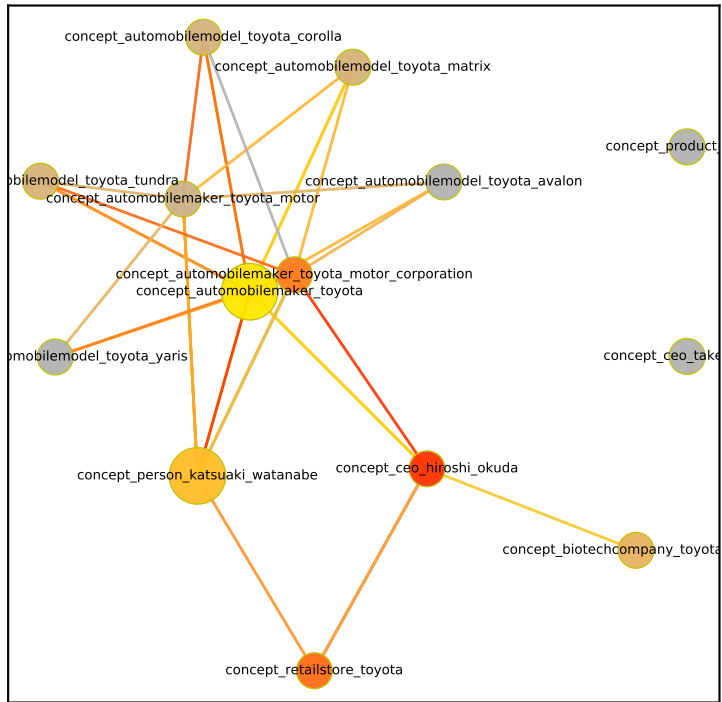 concept_automobilemodel_toyota_corolla
concept_automobilemodel_toyota_matrix
concept_product_
obilemodel_toyota_tundra
concept_automobilemodel_toyota_avalon
concept_automobilemaker_toyota_motor
concept_automobilemaker_toyota_motor_corporation
concept_automobilemaker_toyota
omobilemodel_toyota_yaris
concept_ceo_take
concept_person_katsuaki_watanabe
concept_ceo_hiroshi_okuda
concept_biotechcompany_toyota
concept_retailstore_toyota